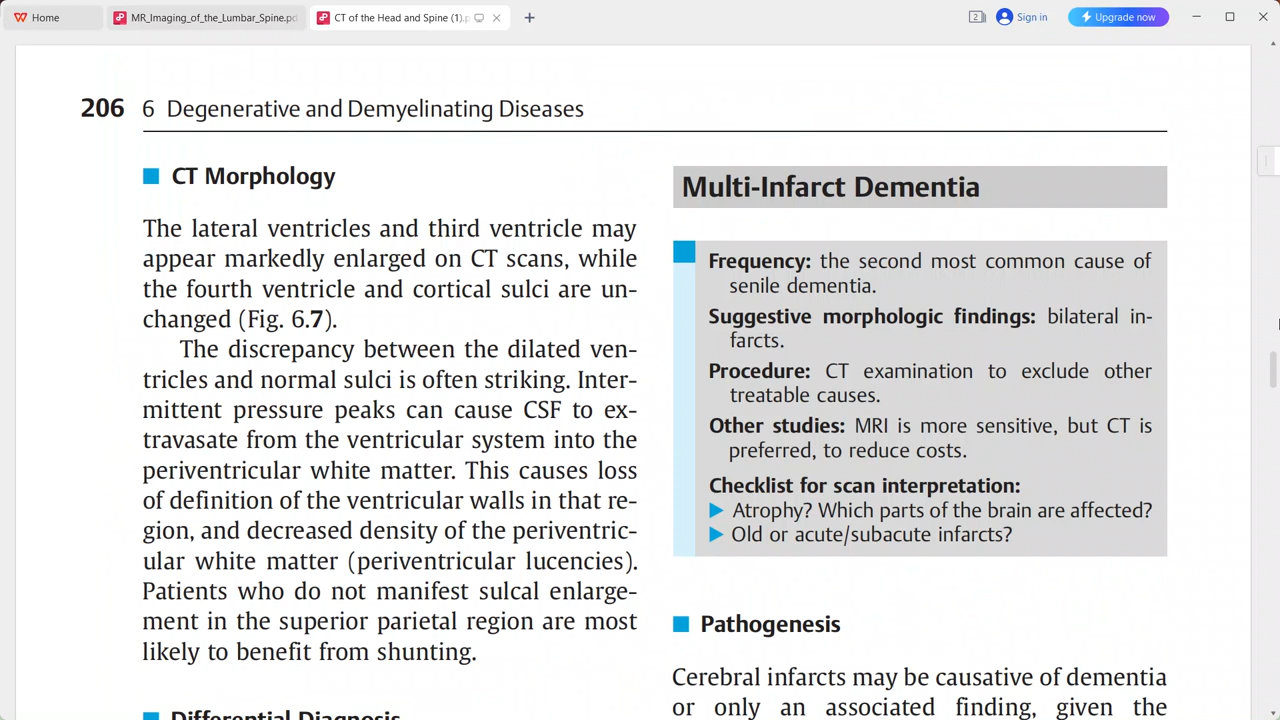 Home
MR_Imaging_of_the_Lumbar_Spine.pd
CT of the Head and Spine (1).p
2
Sign in
Upgrade now
206 6 Degenerative and Demyelinating Diseases
CT Morphology
The lateral ventricles and third ventricle may
appear markedly enlarged on CT scans, while
the fourth ventricle and cortical sulci are un-
changed (Fig. 6.7).
The discrepancy between the dilated ven-
tricles and normal sulci is often striking. Inter-
mittent pressure peaks can cause CSF to ex-
travasate from the ventricular system into the
periventricular white matter. This causes loss
of definition of the ventricular walls in that re-
gion, and decreased density of the periventric-
ular white matter (periventricular lucencies).
Patients who do not manifest sulcal enlarge-
ment in the superior parietal region are most
likely to benefit from shunting.
Differential Diagnosis
Multi-Infarct Dementia
Frequency: the second most common cause of
senile dementia.
Suggestive morphologic findings: bilateral in-
farcts.
Procedure: CT examination to exclude other
treatable causes.
Other studies: MRI is more sensitive, but CT is
preferred, to reduce costs.
Checklist for scan interpretation:
Atrophy? Which parts of the brain are affected?
Old or acute/subacute infarcts?
Pathogenesis
Cerebral infarcts may be causative of dementia
or only an associated finding, given the